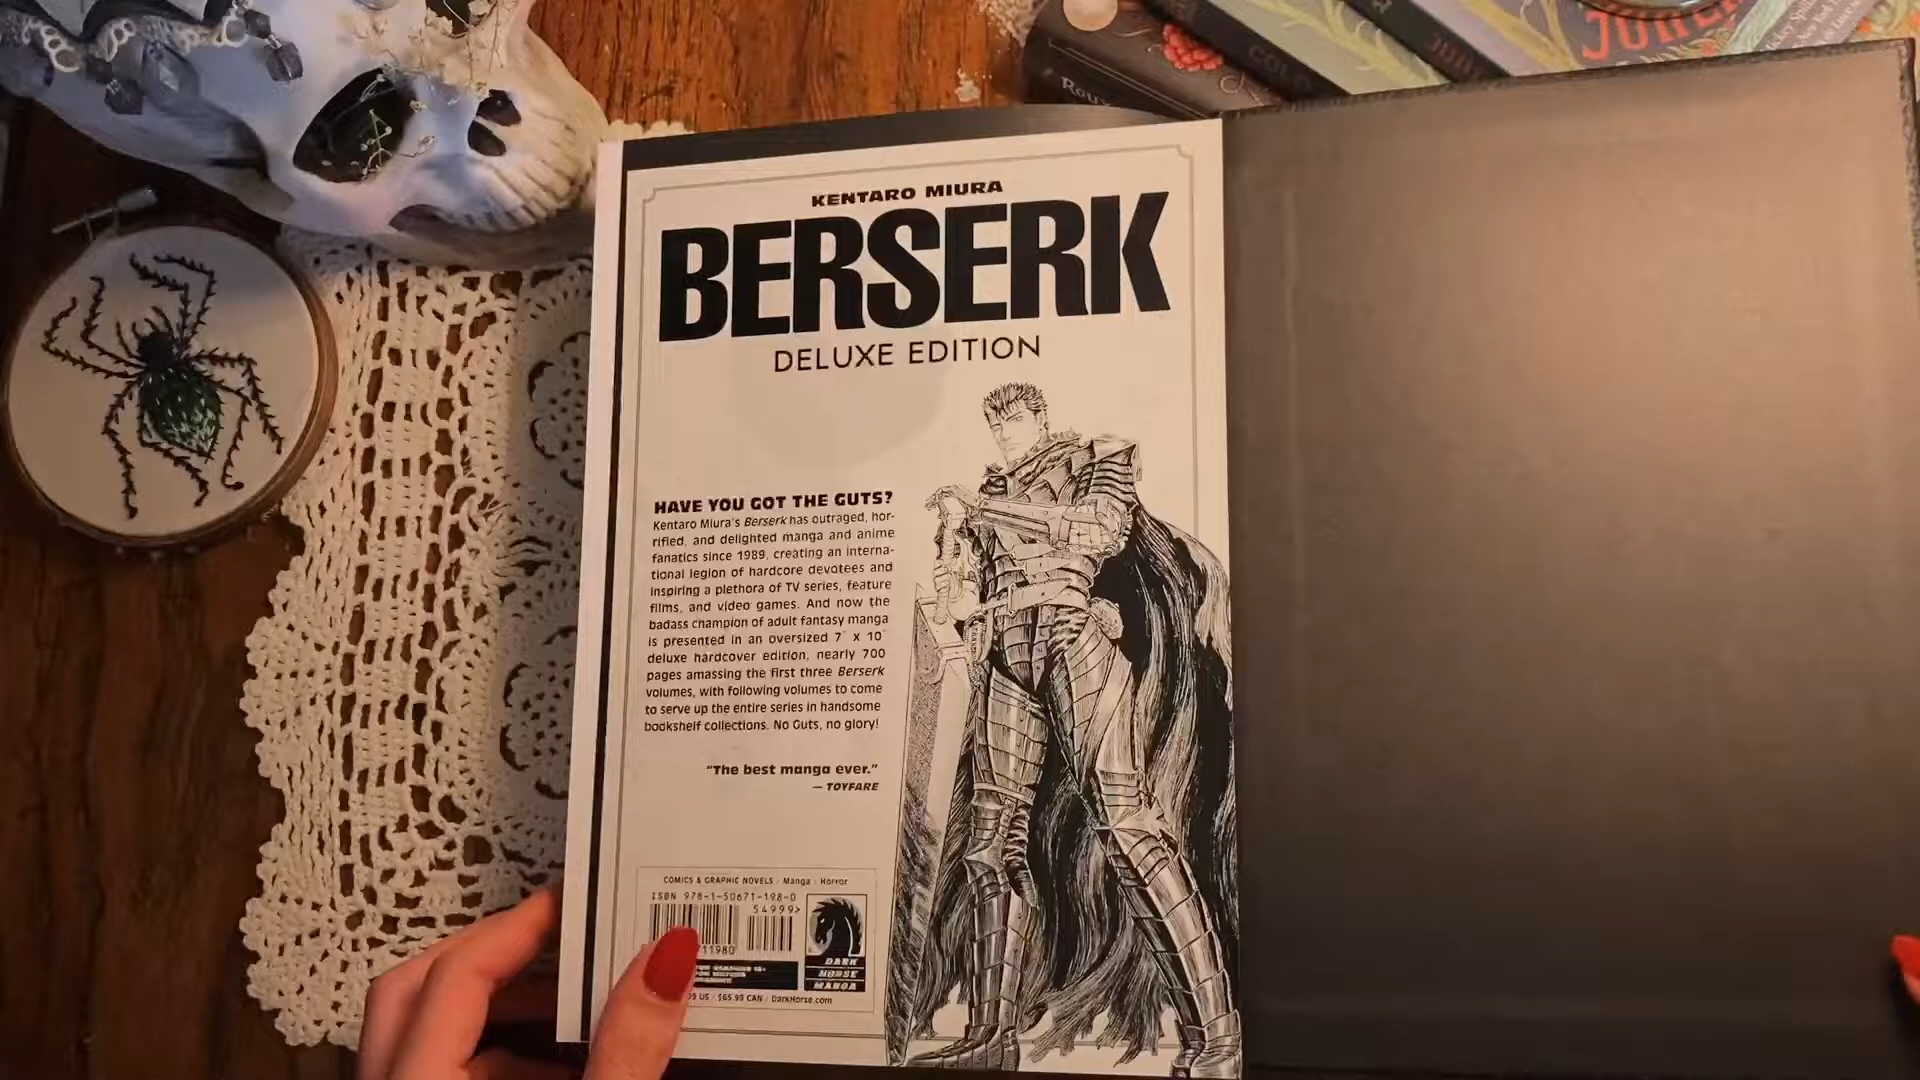 KENTARO MIURA
BERSERK
DELUXE EDITION
HAVE YOU GOT THE GUTS?
Kentaro Miura's Berserk has outraged, hor-
rified, and delighted manga and anime
fanatics since 1989, creating an interna-
tional legion of hardcore devotees and
inspiring a plethora of TV series, feature
films, and video games. And now the
badass champion of adult fantasy manga
is presented in an oversized 7" x 10"
deluxe hardcover edition, nearly 700
pages amassing the first three Berserk
volumes, with following volumes to come
to serve up the entire series in handsome
bookshelf collections. No Guts, no glory!
"The best manga ever."
— TOYFARE
COMICS & GRAPHIC NOVELS / Manga / Horror
ISBN 978-1-50671-198-0
54999>
711980
DARK
HORSE
MANGA
99 US / $65.99 CAN / DarkHorse.com